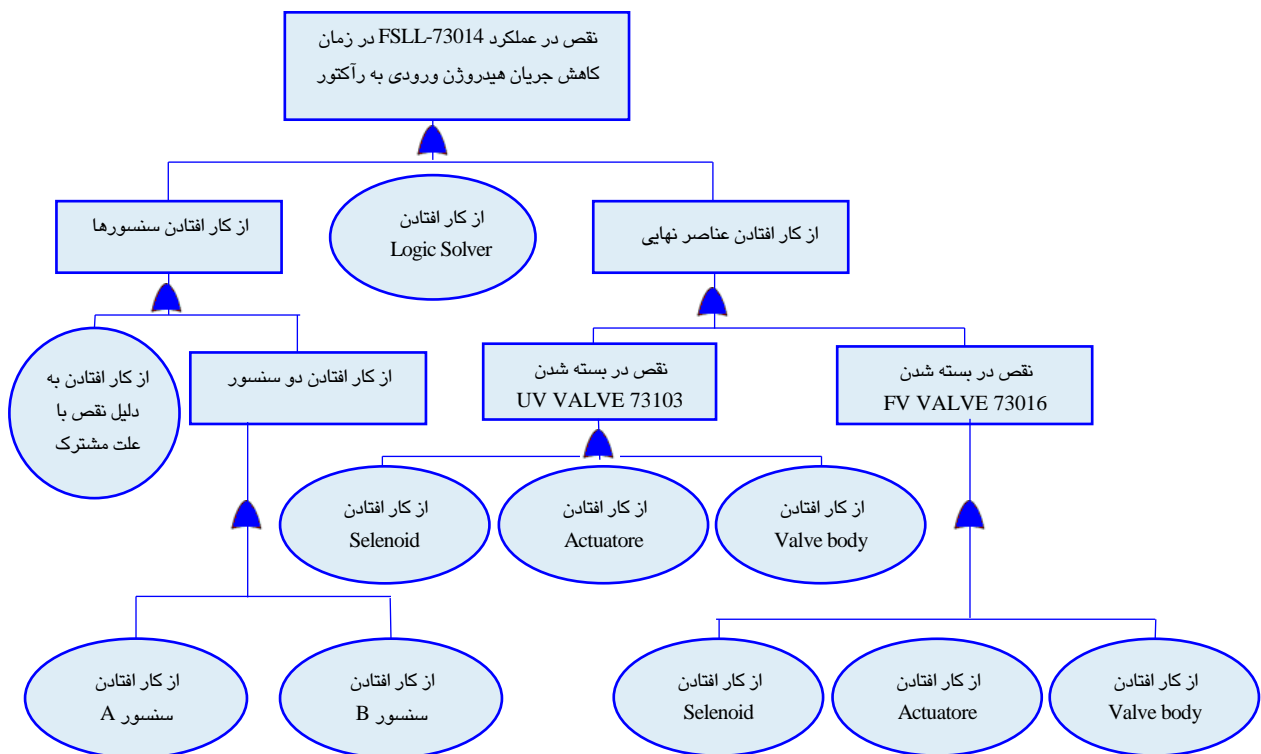 نقص در عملکرد FSLL-73014 در زمان
کاهش جریان هیدروژن ورودی به رآکتور
از کار افتادن سنسورها
از کار افتادن
Logic Solver
از کار افتادن عناصر نهایی
از کار افتادن به
دلیل نقص با
علت مشترک
از کار افتادن دو سنسور
نقص در بسته شدن
UV VALVE 73103
نقص در بسته شدن
FV VALVE 73016
از کار افتادن
Selenoid
از کار افتادن
Actuatore
از کار افتادن
Valve body
از کار افتادن
سنسور A
از کار افتادن
سنسور B
از کار افتادن
Selenoid
از کار افتادن
Actuatore
از کار افتادن
Valve body